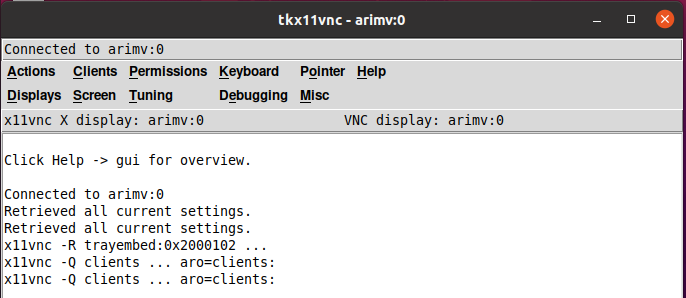 tkx11vnc - arimv:0
Connected to arimv:0
Actions Clients Permissions Keyboard Pointer Help
Displays Screen Tuning Debugging Misc
x11vnc X display: arimv:0 VNC display: arimv:0
Click Help -> gui for overview.
Connected to arimv:0
Retrieved all current settings.
Retrieved all current settings.
x11vnc -R trayembed:0x2000102 ...
x11vnc -Q clients ... aro=clients:
x11vnc -Q clients ... aro=clients: